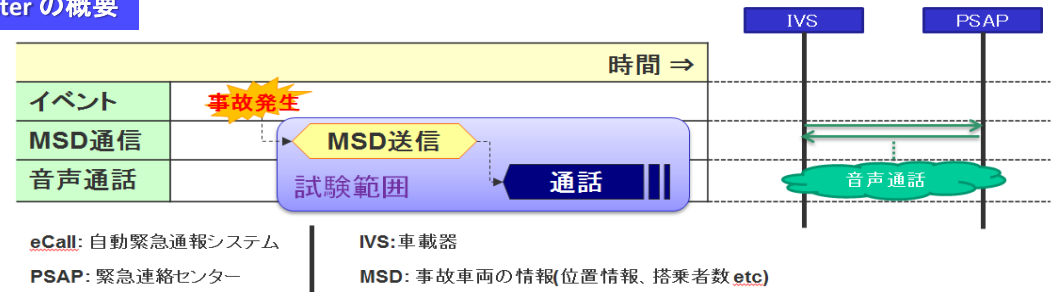 ter の概要
IVS
PSAP
時間 ⇒
イベント
事故発生
MSD通信
MSD送信
音声通話
試験範囲
通話
音声通話
eCall: 自動緊急通報システム
IVS:車載器
PSAP: 緊急連絡センター
MSD: 事故車両の情報(位置情報、搭乗者数 etc)